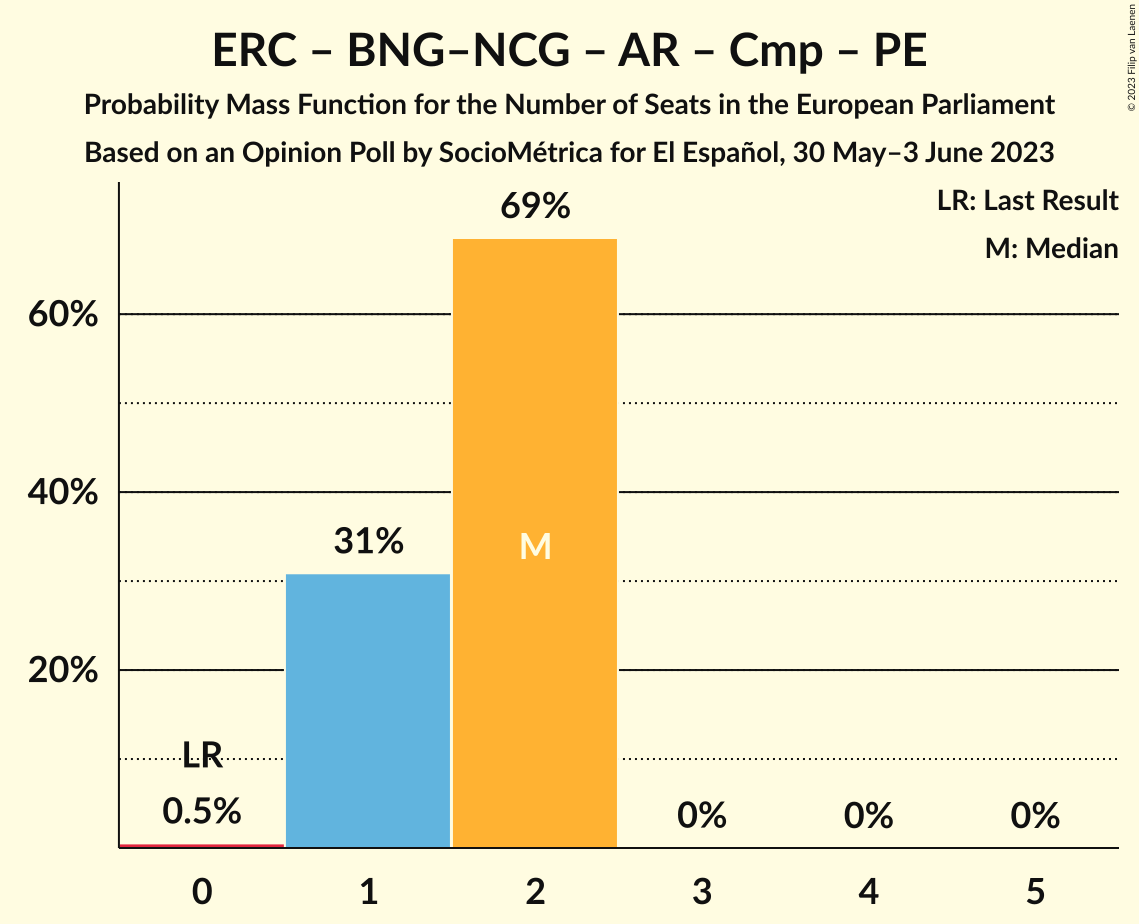 ERC – BNG–NCG – AR – Cmp – PE
Probability Mass Function for the Number of Seats in the European Parliament
Based on an Opinion Poll by SocioMétrica for El Español, 30 May–3 June 2023
© 2023 Filip van Laenen
LR: Last Result
M: Median
69%
60%
40%
31%
M
20%
LR
0.5%
0%
0%
0%
0
1
2
3
4
5